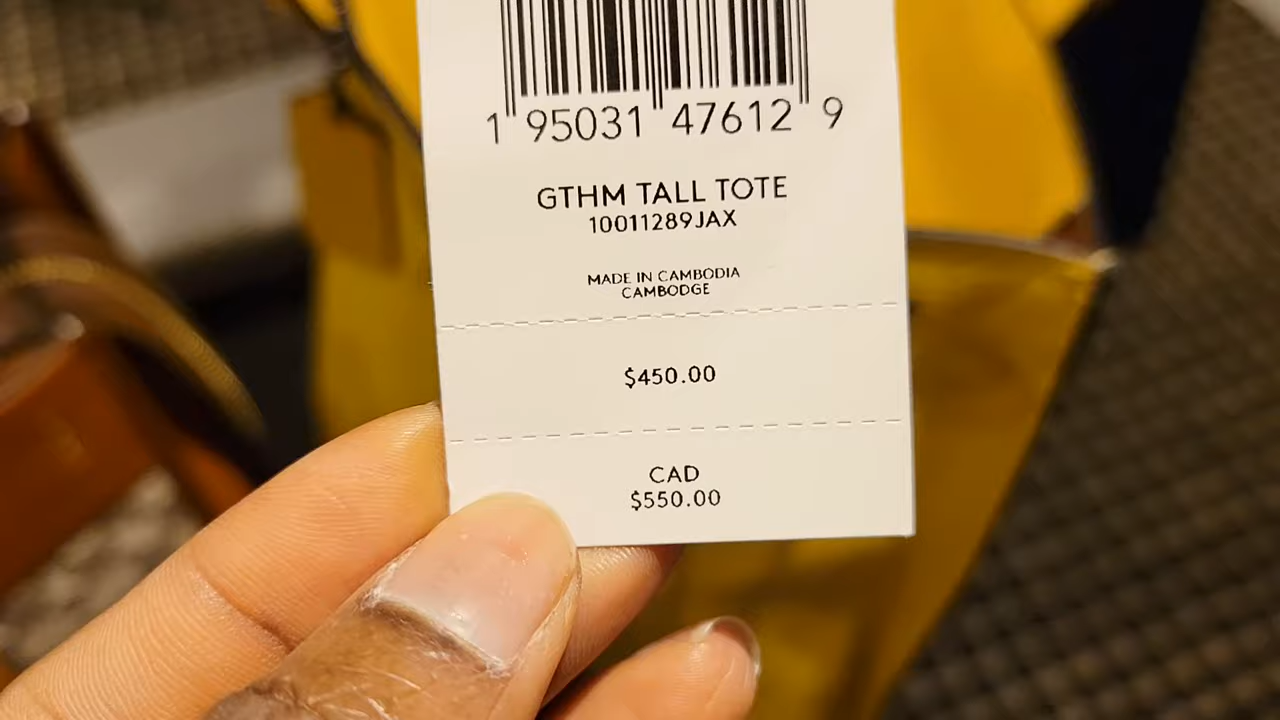 1 95031 47612 9
GTHM TALL TOTE
10011289JAX
MADE IN CAMBODIA
CAMBODGE
$450.00
CAD
$550.00